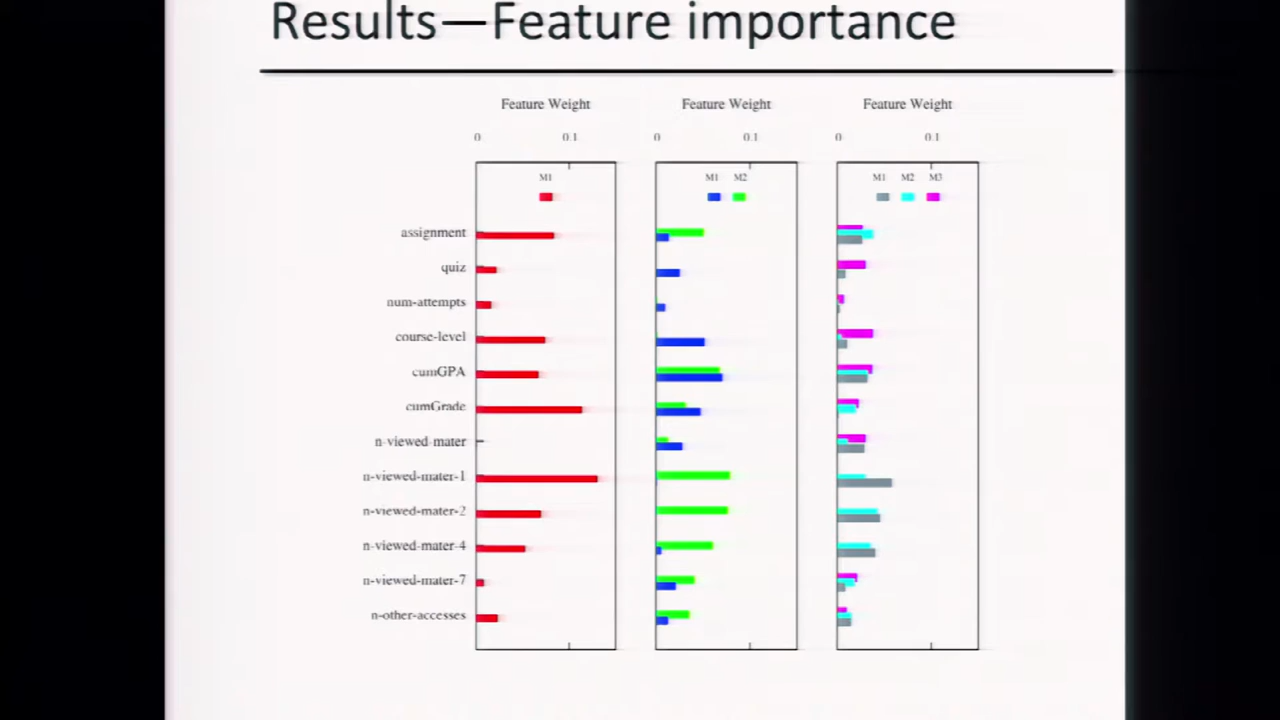 Results—Feature importance
Feature Weight Feature Weight Feature Weight
0 0.1 0 0.1 0 0.1
M1 M1 M2 M1 M2 M3
assignment
quiz
num-attempts
course-level
cumGPA
cumGrade
n-viewed-mater
n-viewed-mater-1
n-viewed-mater-2
n-viewed-mater-4
n-viewed-mater-7
n-other-accesses